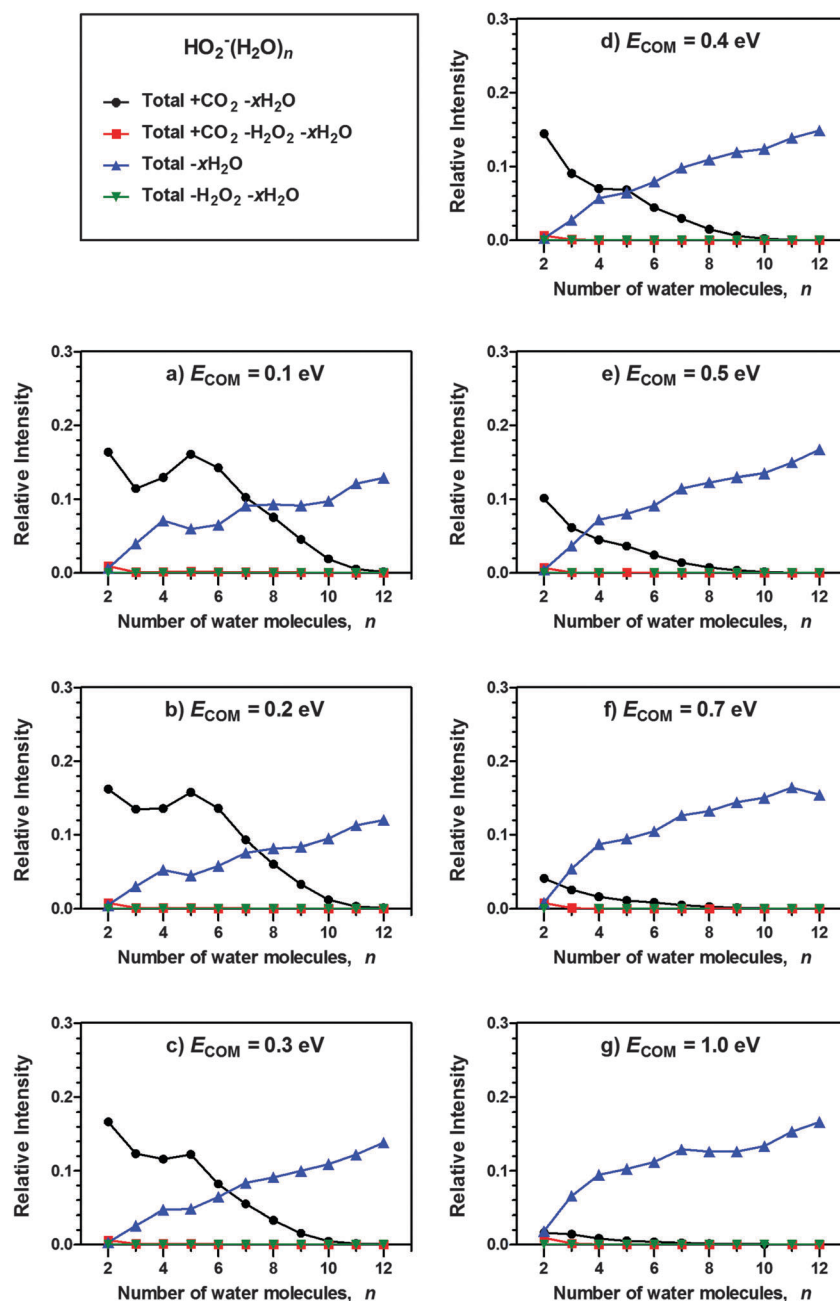 HO₂⁻(H₂O)ₙ
Total +CO₂ -xH₂O
Total +CO₂ -H₂O₂ -xH₂O
Total -xH₂O
Total -H₂O₂ -xH₂O
d) E_COM = 0.4 eV
Relative Intensity
0.3
0.2
0.1
0.0
2 4 6 8 10 12
Number of water molecules, n
a) E_COM = 0.1 eV
Relative Intensity
0.3
0.2
0.1
0.0
2 4 6 8 10 12
Number of water molecules, n
e) E_COM = 0.5 eV
Relative Intensity
0.3
0.2
0.1
0.0
2 4 6 8 10 12
Number of water molecules, n
b) E_COM = 0.2 eV
Relative Intensity
0.3
0.2
0.1
0.0
2 4 6 8 10 12
Number of water molecules, n
f) E_COM = 0.7 eV
Relative Intensity
0.3
0.2
0.1
0.0
2 4 6 8 10 12
Number of water molecules, n
c) E_COM = 0.3 eV
Relative Intensity
0.3
0.2
0.1
0.0
2 4 6 8 10 12
Number of water molecules, n
g) E_COM = 1.0 eV
Relative Intensity
0.3
0.2
0.1
0.0
2 4 6 8 10 12
Number of water molecules, n